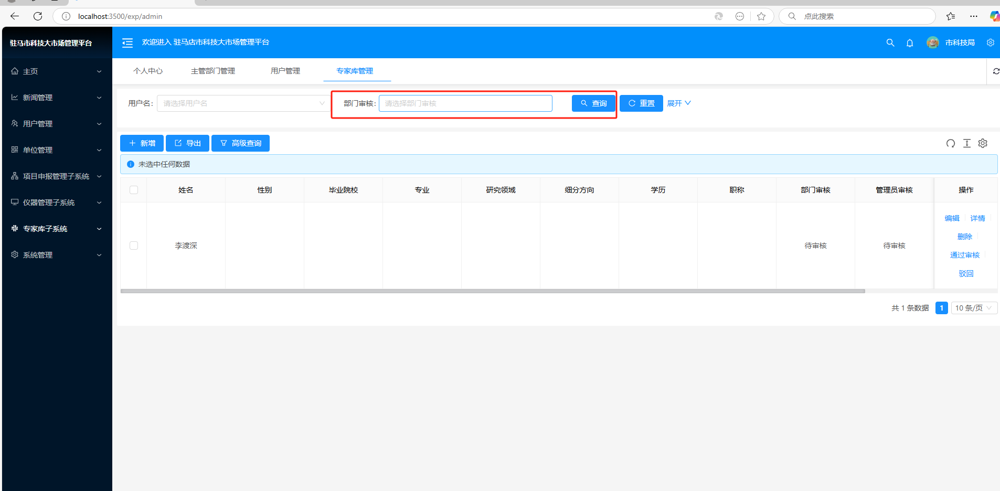 localhost:3500/exp/admin
点此搜索
驻马市科技大市场管理平台
欢迎进入 驻马店市科技大市场管理平台
市科技局
主页
新闻管理
用户管理
单位管理
项目申报管理子系统
仪器管理子系统
专家库子系统
系统管理
个人中心 主管部门管理 用户管理 专家库管理
用户名: 请选择用户名 部门审核: 请选择部门审核 查询 重置 展开
新增 导出 高级查询
未选中任何数据
姓名 性别 毕业院校 专业 研究领域 细分方向 学历 职称 部门审核 管理员审核 操作
李渡深 待审核 待审核
编辑 详情
删除
通过审核
驳回
共 1 条数据 1 10 条/页